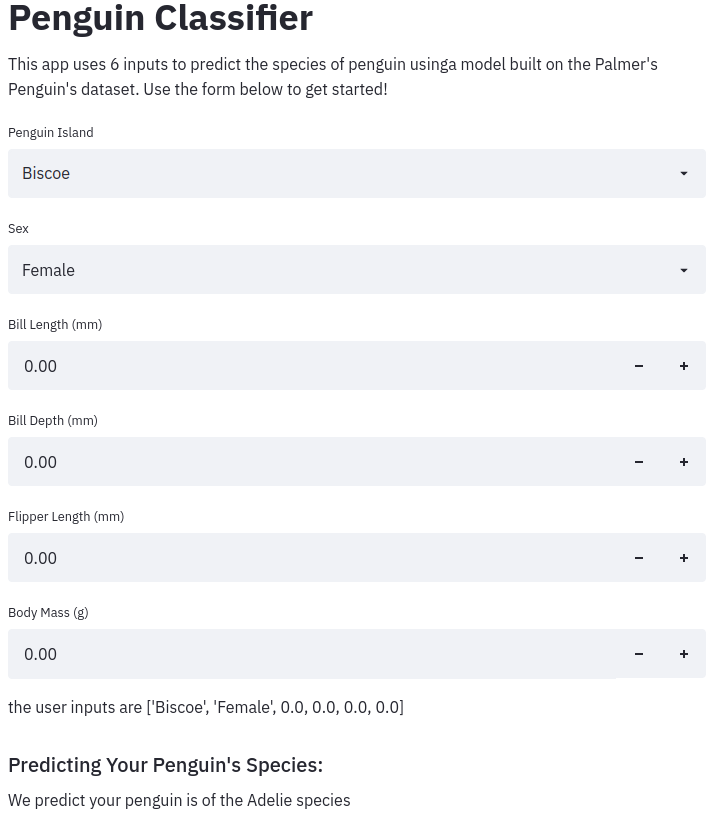 Penguin Classifier
This app uses 6 inputs to predict the species of penguin usinga model built on the Palmer's
Penguin's dataset. Use the form below to get started!
Penguin Island
Biscoe
Sex
Female
Bill Length (mm)
0.00
Bill Depth (mm)
0.00
Flipper Length (mm)
0.00
Body Mass (g)
0.00
the user inputs are ['Biscoe', 'Female', 0.0, 0.0, 0.0, 0.0]
Predicting Your Penguin's Species:
We predict your penguin is of the Adelie species